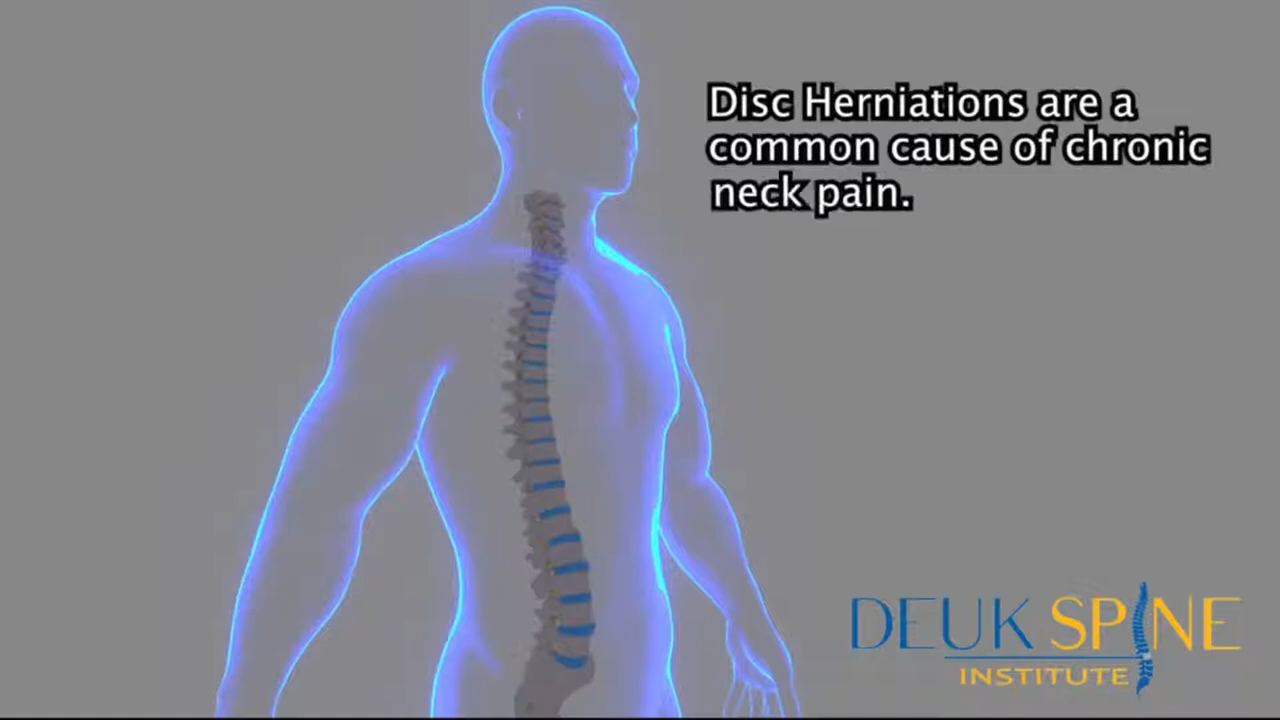 Disc Herniations are a
common cause of chronic
neck pain.
DEUK SPINE
INSTITUTE